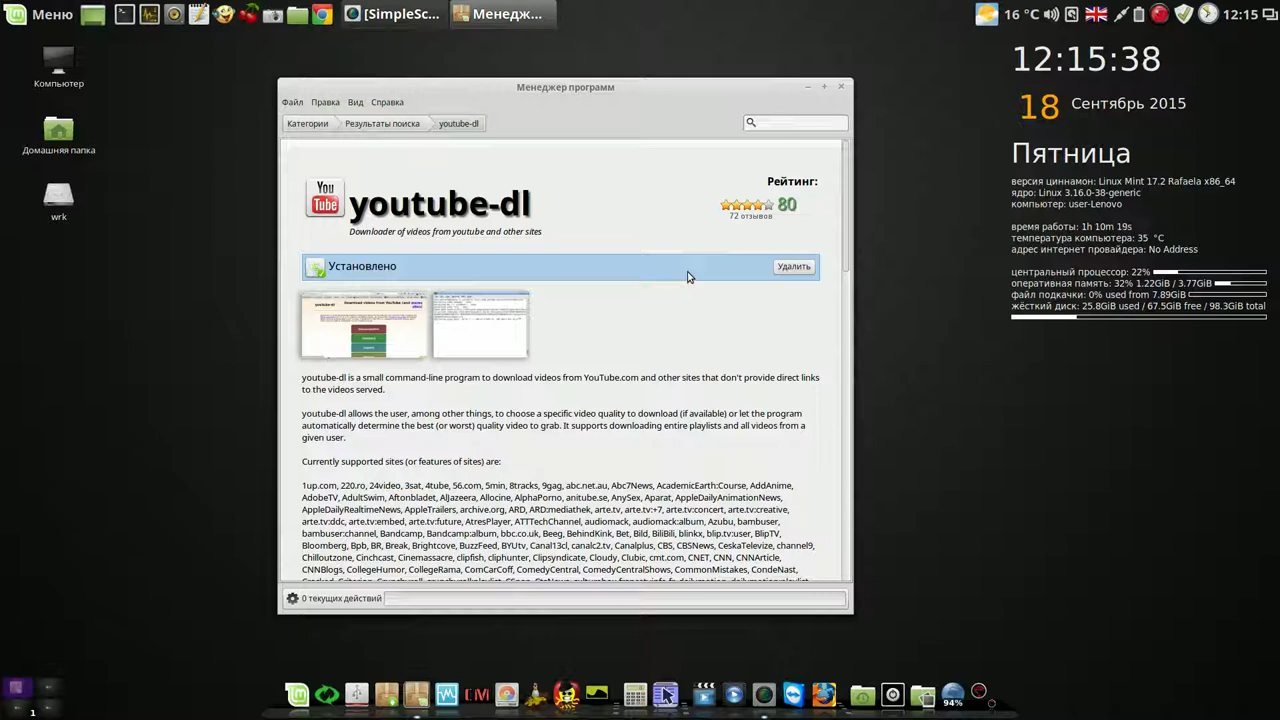 Меню
[SimpleSc...
Менедж...
16 °C
12:15
Компьютер
Домашняя папка
wrk
12:15:38
18 Сентябрь 2015
Пятница
версия циннамон: Linux Mint 17.2 Rafaela x86_64
ядро: Linux 3.16.0-38-generic
компьютер: user-Lenovo
время работы: 1h 10m 19s
температура компьютера: 35 °C
адрес интернет провайдера: No Address
центральный процессор: 22%
оперативная память: 32% 1.22GiB / 3.77GiB
файл подкачки: 0% used from 7.65GiB
жёсткий диск: 25.8GiB used / 67.5GiB free / 98.3GiB total
Менеджер программ
Файл Правка Вид Справка
Категории Результаты поиска youtube-dl
Рейтинг:
You
Tube
youtube-dl
80
72 отзывов
Downloader of videos from youtube and other sites
Установлено
Удалить
youtube-dl is a small command-line program to download videos from YouTube.com and other sites that don't provide direct links
to the videos served.
youtube-dl allows the user, among other things, to choose a specific video quality to download (if available) or let the program
automatically determine the best (or worst) quality video to grab. It supports downloading entire playlists and all videos from a
given user.
Currently supported sites (or features of sites) are:
1up.com, 220.ro, 24video, 3sat, 4tube, 56.com, 5min, 8tracks, 9gag, abc.net.au, Abc7News, AcademicEarth:Course, AddAnime,
AdobeTV, AdultSwim, Aftonbladet, AlJazeera, Allocine, AlphaPorno, anitube.se, AnySex, Aparat, AppleDailyAnimationNews,
AppleDailyRealtimeNews, AppleTrailers, archive.org, ARD, ARD:mediathek, arte.tv, arte.tv:+7, arte.tv:concert, arte.tv:creative,
arte.tv:ddc, arte.tv:embed, arte.tv:future, AtresPlayer, ATTTechChannel, audiomack, audiomack:album, Azubu, bambuser,
bambuser:channel, Bandcamp, Bandcamp:album, bbc.co.uk, Beeg, BehindKink, Bet, Bild, BiliBili, blinkx, blip.tv:user, BlipTV,
Bloomberg, Bpb, BR, Break, Brightcove, BuzzFeed, BYUtv, Canal13cl, canalc2.tv, Canalplus, CBS, CBSNews, CeskaTelevize, channel9,
Chilloutzone, Cinchcast, Cinemassacre, clipfish, cliphunter, Clipsyndicate, Cloudy, Clubic, cmt.com, CNET, CNN, CNNArticle,
CNNBlogs, CollegeHumor, CollegeRama, ComCarCoff, ComedyCentral, ComedyCentralShows, CommonMistakes, CondeNast,
0 текущих действий
CM
94%
1